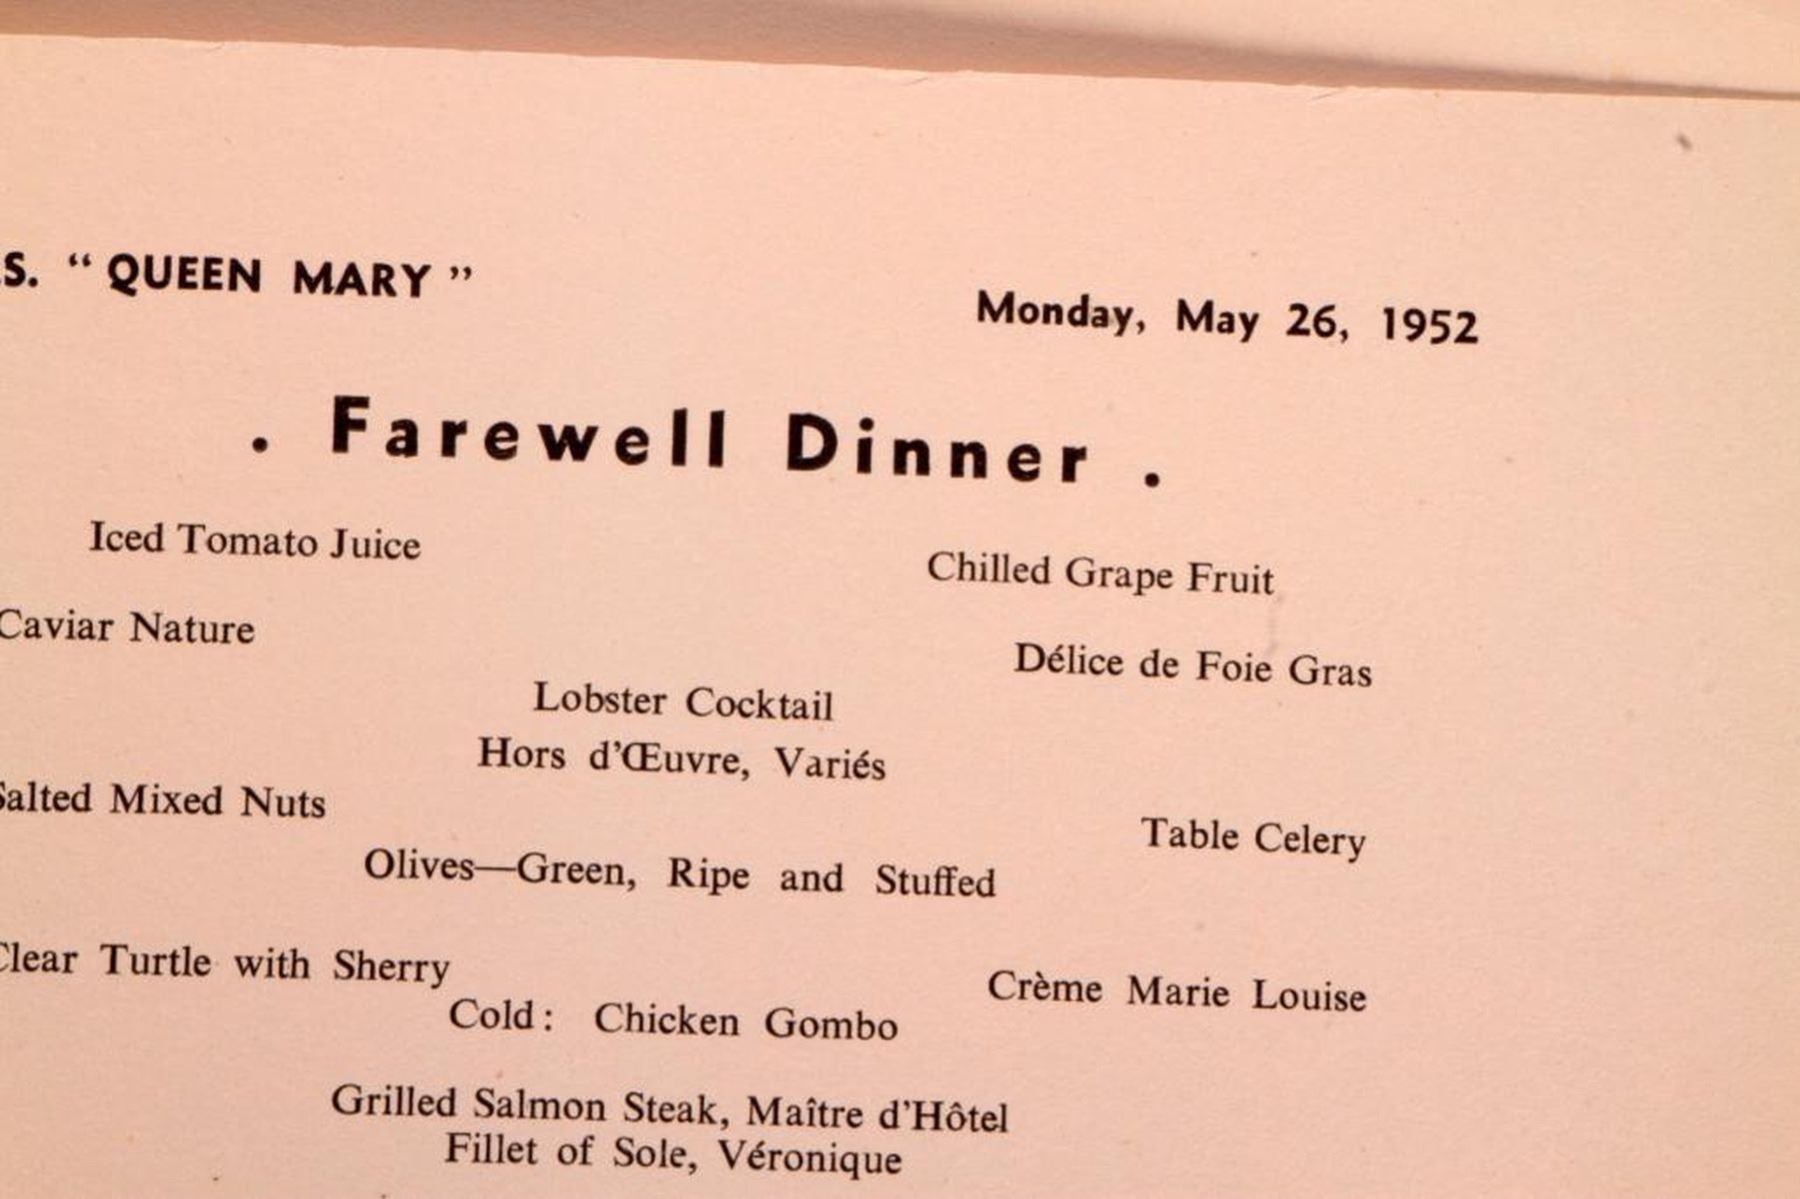 .S. “ QUEEN MARY ” Monday, May 26, 1952
. Farewell Dinner .
Iced Tomato Juice Chilled Grape Fruit
Caviar Nature Délice de Foie Gras
Lobster Cocktail
Hors d’Œuvre, Variés
Salted Mixed Nuts Table Celery
Olives—Green, Ripe and Stuffed
Clear Turtle with Sherry Crème Marie Louise
Cold : Chicken Gombo
Grilled Salmon Steak, Maître d’Hôtel
Fillet of Sole, Véronique